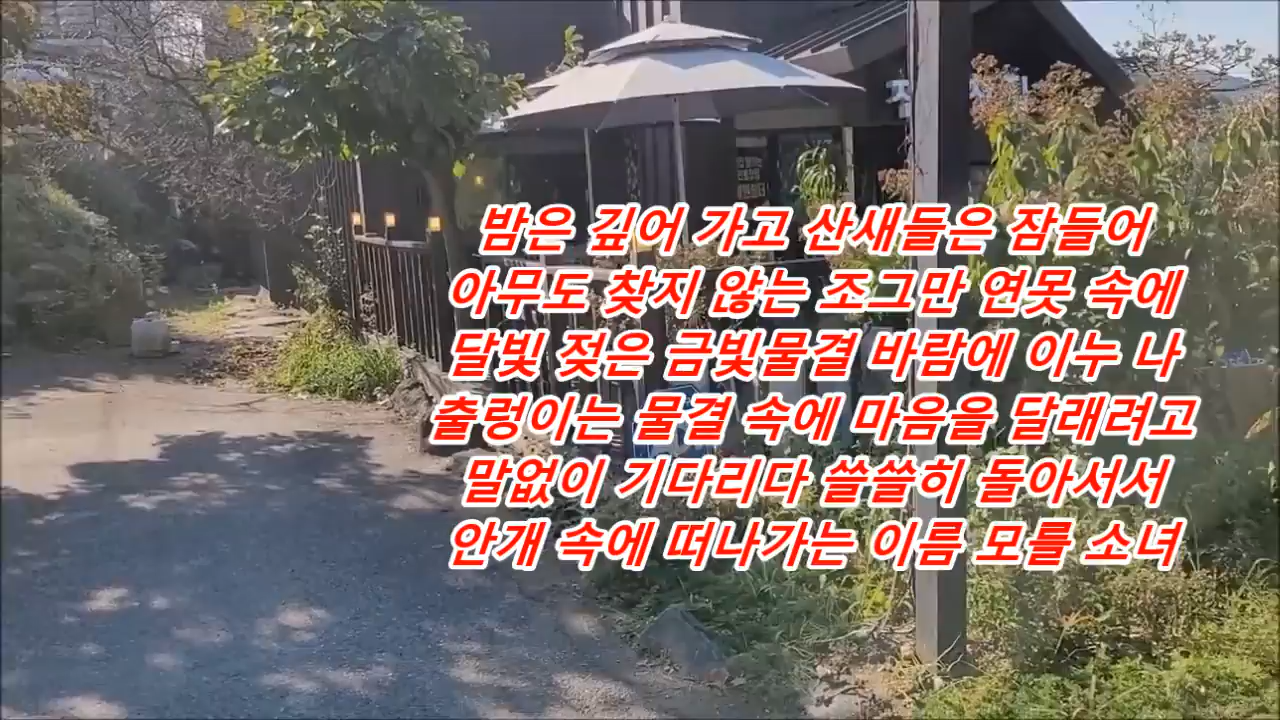 밤은 깊어 가고 산새들은 잠들어
아무도 찾지 않는 조그만 연못 속에
달빛 젖은 금빛물결 바람에 이누 나
출렁이는 물결 속에 마음을 달래려고
말없이 기다리다 쓸쓸히 돌아서서
안개 속에 떠나가는 이름 모를 소녀